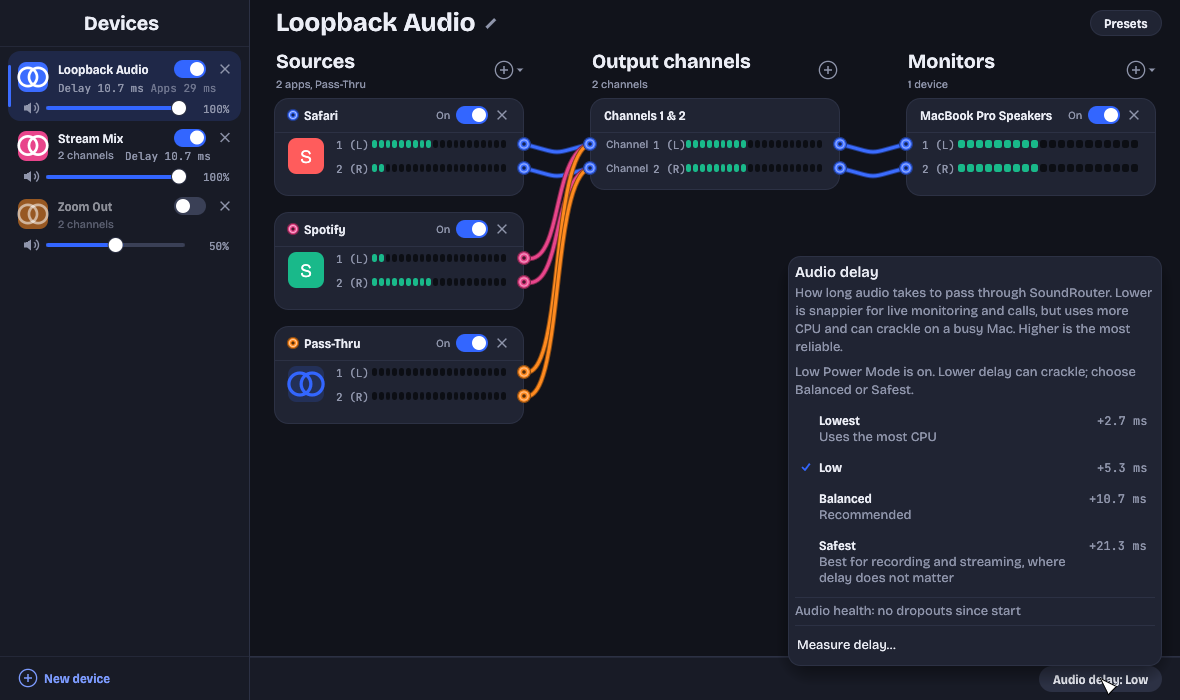 Devices
Loopback Audio
Delay 10.7 ms Apps 29 ms
100%
Stream Mix
2 channels Delay 10.7 ms
100%
Zoom Out
2 channels
50%
New device
Loopback Audio
Presets
Sources
2 apps, Pass-Thru
Safari On
S
1 (L)
2 (R)
Spotify On
S
1 (L)
2 (R)
Pass-Thru On
1 (L)
2 (R)
Output channels
2 channels
Channels 1 & 2
Channel 1 (L)
Channel 2 (R)
Monitors
1 device
MacBook Pro Speakers On
1 (L)
2 (R)
Audio delay
How long audio takes to pass through SoundRouter. Lower
is snappier for live monitoring and calls, but uses more
CPU and can crackle on a busy Mac. Higher is the most
reliable.
Low Power Mode is on. Lower delay can crackle; choose
Balanced or Safest.
Lowest +2.7 ms
Uses the most CPU
Low +5.3 ms
Balanced +10.7 ms
Recommended
Safest +21.3 ms
Best for recording and streaming, where
delay does not matter
Audio health: no dropouts since start
Measure delay...
Audio delay: Low